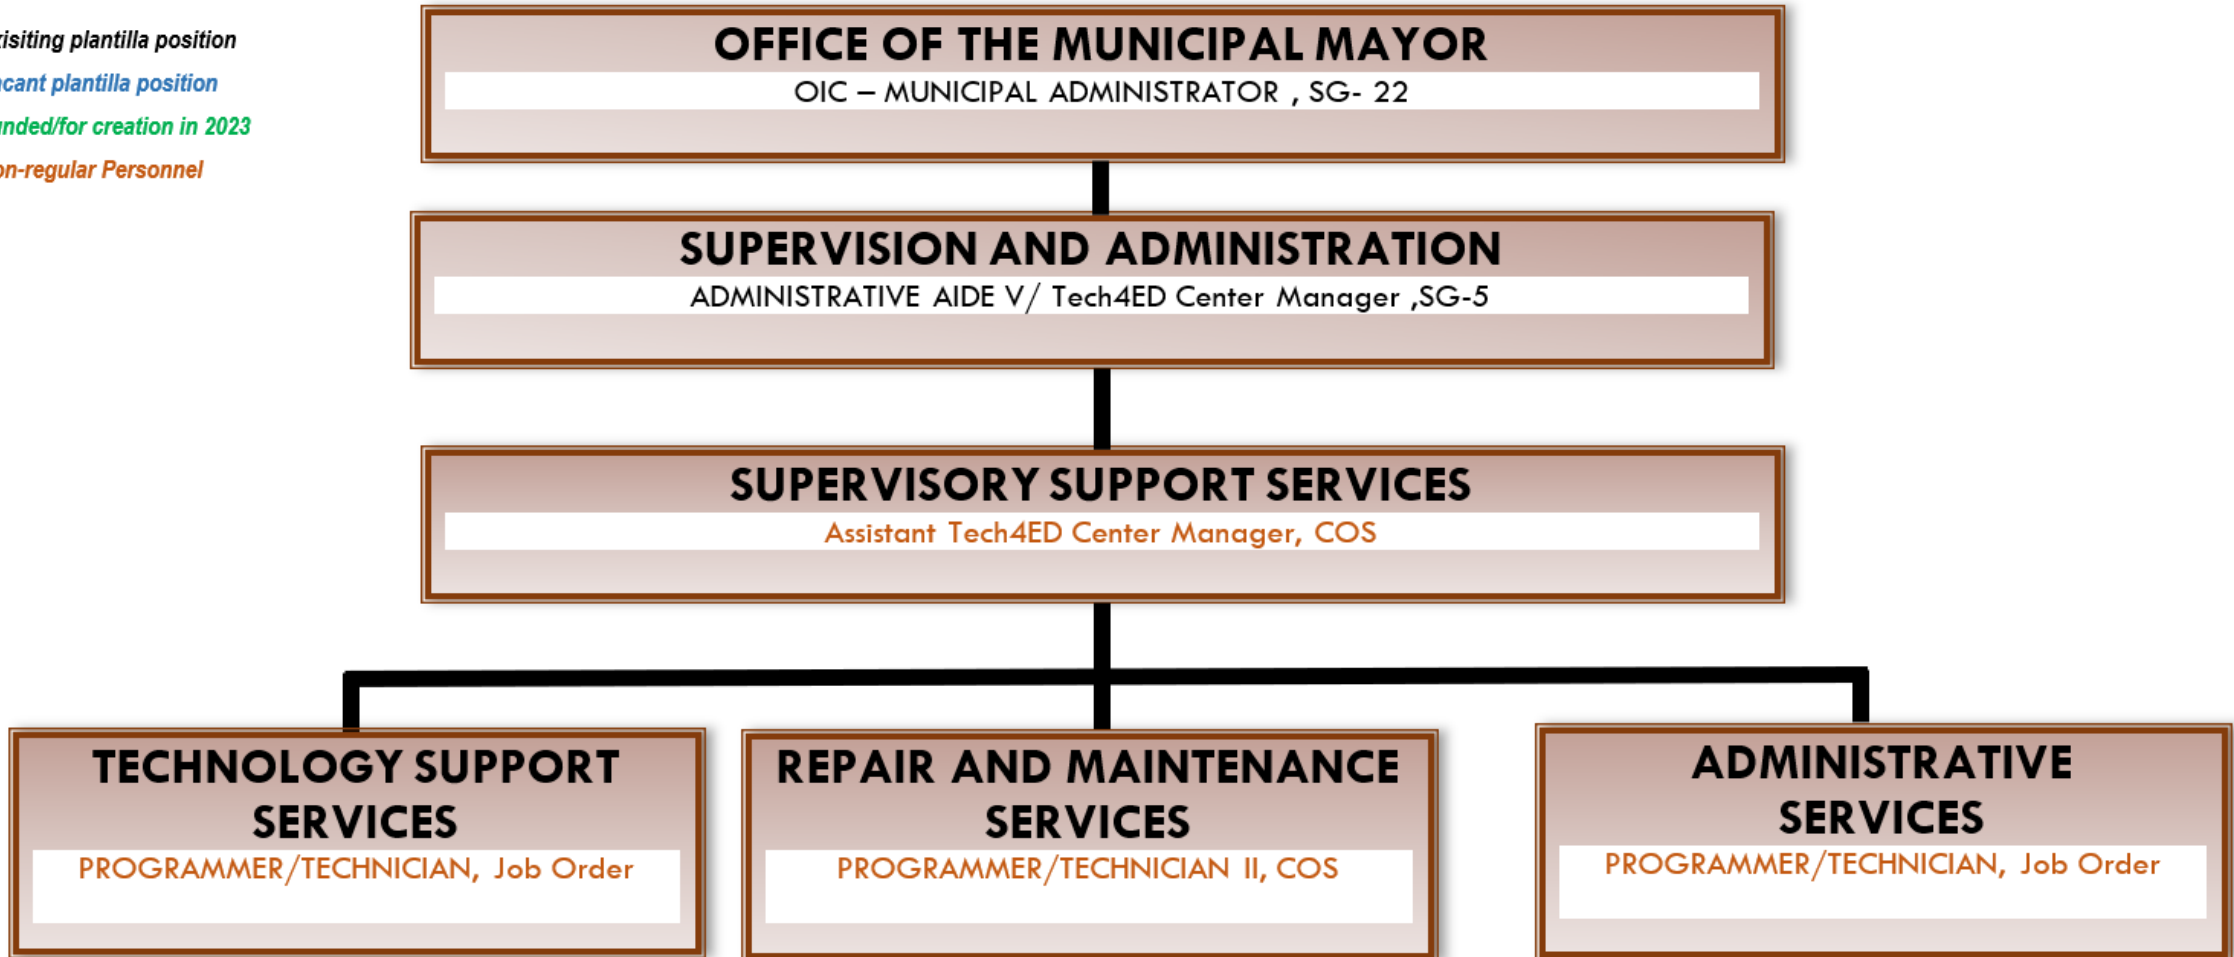 xisiting plantilla position
acant plantilla position
unded/for creation in 2023
on-regular Personnel
OFFICE OF THE MUNICIPAL MAYOR
OIC – MUNICIPAL ADMINISTRATOR , SG- 22
SUPERVISION AND ADMINISTRATION
ADMINISTRATIVE AIDE V/ Tech4ED Center Manager ,SG-5
SUPERVISORY SUPPORT SERVICES
Assistant Tech4ED Center Manager, COS
TECHNOLOGY SUPPORT
SERVICES
PROGRAMMER/TECHNICIAN, Job Order
REPAIR AND MAINTENANCE
SERVICES
PROGRAMMER/TECHNICIAN II, COS
ADMINISTRATIVE
SERVICES
PROGRAMMER/TECHNICIAN, Job Order